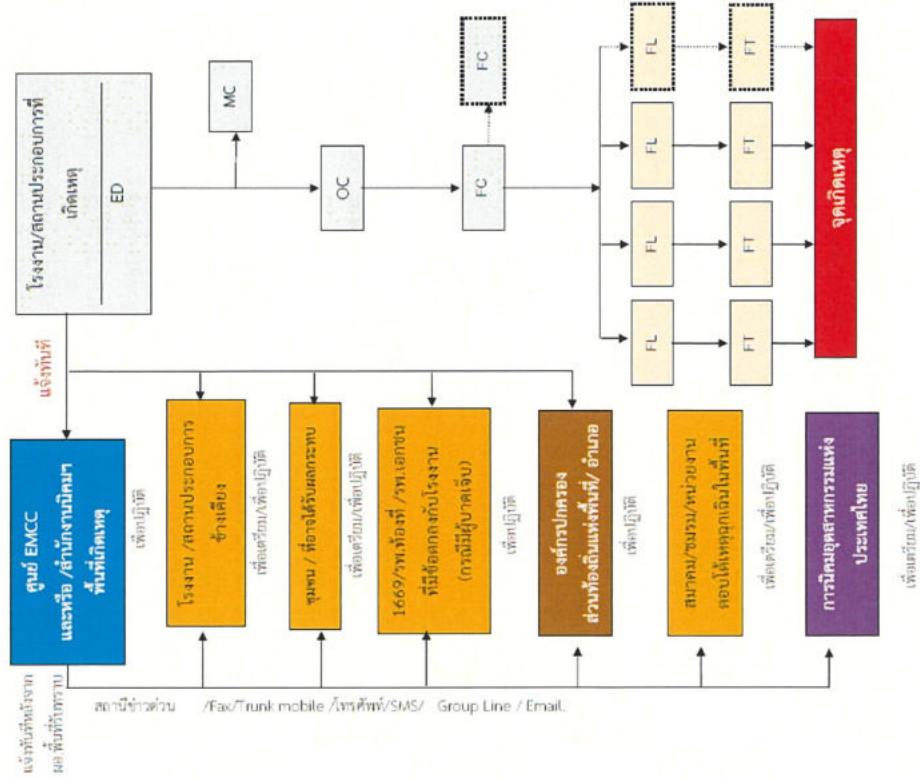 โรงงาน/สถานประกอบการที่
เกิดเหตุ
ED
MC
OC
FC
FC
FL
FL
FL
FL
FT
FT
FT
FT
จุดเกิดเหตุ
แจ้งทันที
ศูนย์ EMCC
และหรือ /สำนักงานนิคมฯ
พื้นที่เกิดเหตุ
เพื่อปฏิบัติ
โรงงาน /สถานประกอบการ
ข้างเคียง
เพื่อเตรียม/เพื่อปฏิบัติ
ชุมชน / ที่อาจได้รับผลกระทบ
เพื่อเตรียม/เพื่อปฏิบัติ
1669/รพ.ท้องที่ /รพ.เอกชน
ที่มีข้อตกลงกับโรงงาน
(กรณีมีผู้บาดเจ็บ)
เพื่อปฏิบัติ
องค์กรปกครอง
ส่วนท้องถิ่นแห่งพื้นที่/ อำเภอ
เพื่อปฏิบัติ
สมาคม/ชมรม/หน่วยงาน
ตอบโต้เหตุฉุกเฉินในพื้นที่
เพื่อเตรียม/เพื่อปฏิบัติ
การนิคมอุตสาหกรรมแห่ง
ประเทศไทย
เพื่อเตรียม/เพื่อปฏิบัติ
แจ้งทันทีหลังจาก
ผอ.พื้นที่รับทราบ
สถานีข่าวด่วน /Fax/Trunk mobile /โทรศัพท์/SMS/ Group Line / Email.